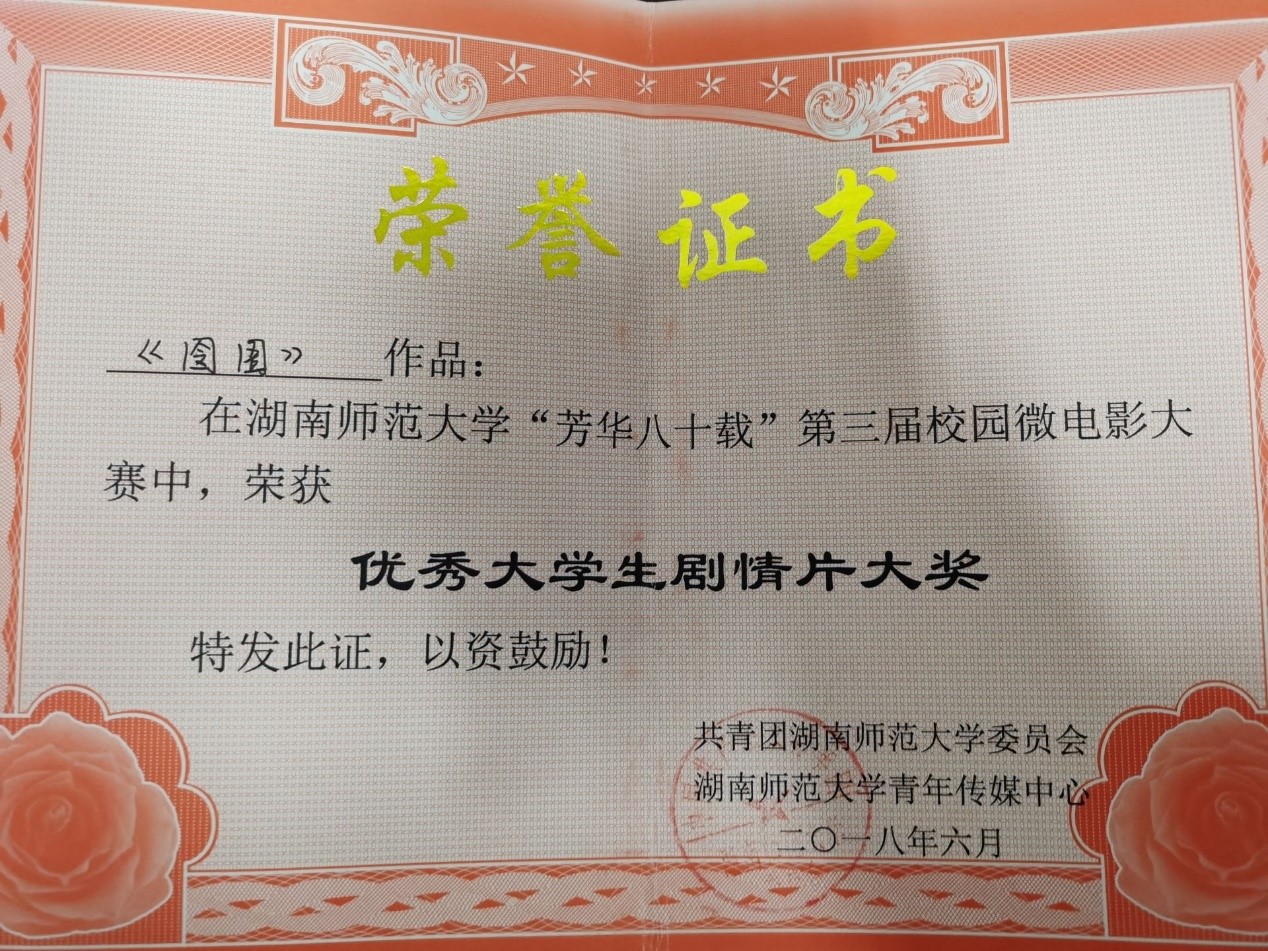 荣誉证书
《囹圄》 作品：
在湖南师范大学“芳华八十载”第三届校园微电影大
赛中，荣获
优秀大学生剧情片大奖
特发此证，以资鼓励！
共青团湖南师范大学委员会
湖南师范大学青年传媒中心
二〇一八年六月